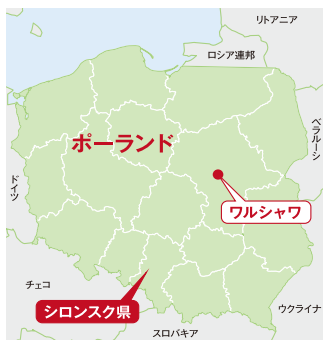 リトアニア
ロシア連邦
ベラルーシ
ポーランド
ドイツ
ワルシャワ
チェコ
シロンスク県
ウクライナ
スロバキア